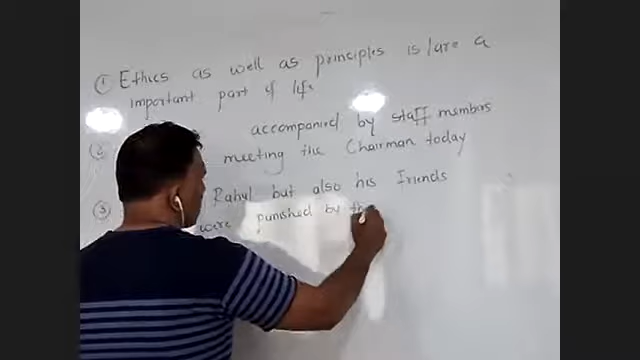 ① Ethics as well as principles is/are a
important part of life
② accompanied by staff members
meeting the Chairman today
③ Rahul but also his Friends
were punished by the